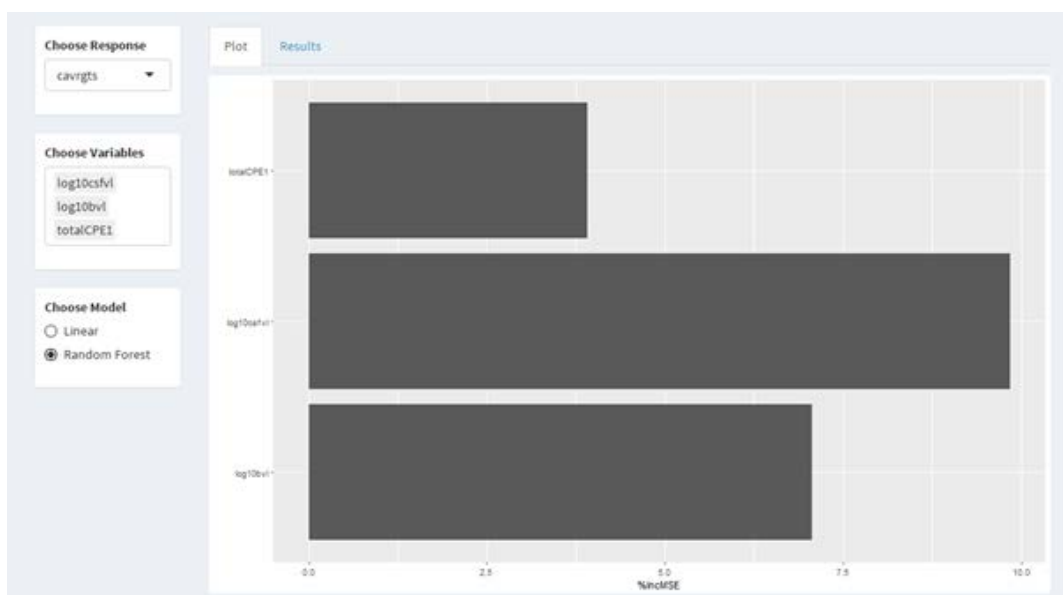 Choose Response
cavrgts
Choose Variables
log10csfvl
log10bvl
totalCPE1
Choose Model
Linear
Random Forest
Plot
Results
totalCPE1
log10csfvl
log10bvl
0.0
2.5
5.0
7.5
10.0
%IncMSE